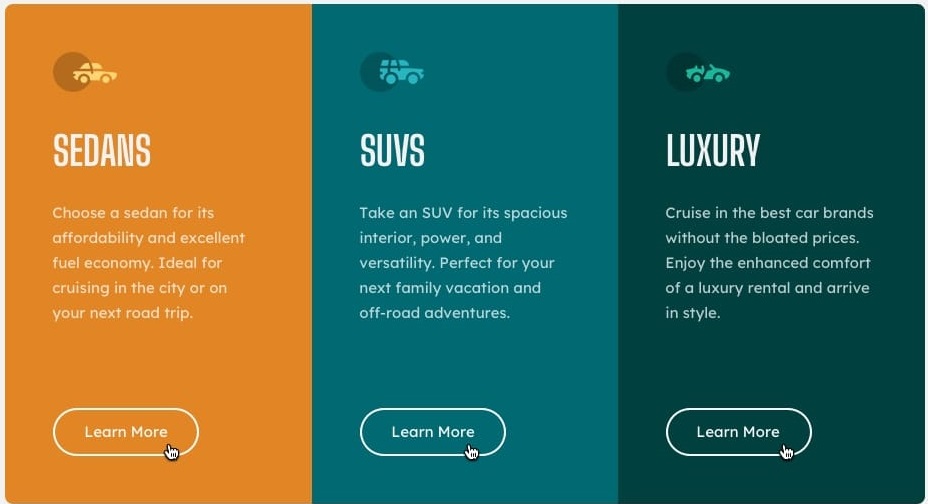 SEDANS
Choose a sedan for its
affordability and excellent
fuel economy. Ideal for
cruising in the city or on
your next road trip.
Learn More
SUVS
Take an SUV for its spacious
interior, power, and
versatility. Perfect for your
next family vacation and
off-road adventures.
Learn More
LUXURY
Cruise in the best car brands
without the bloated prices.
Enjoy the enhanced comfort
of a luxury rental and arrive
in style.
Learn More